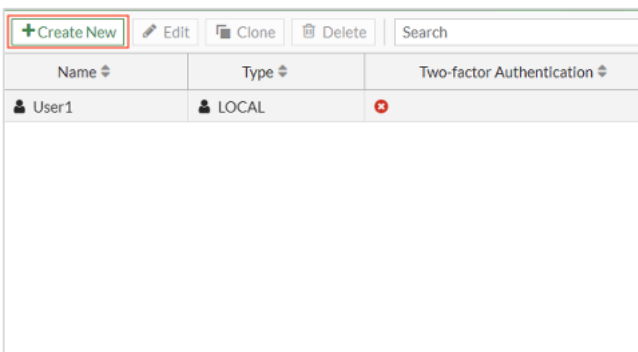 Create New Edit Clone Delete Search
Name Type Two-factor Authentication
User1 LOCAL